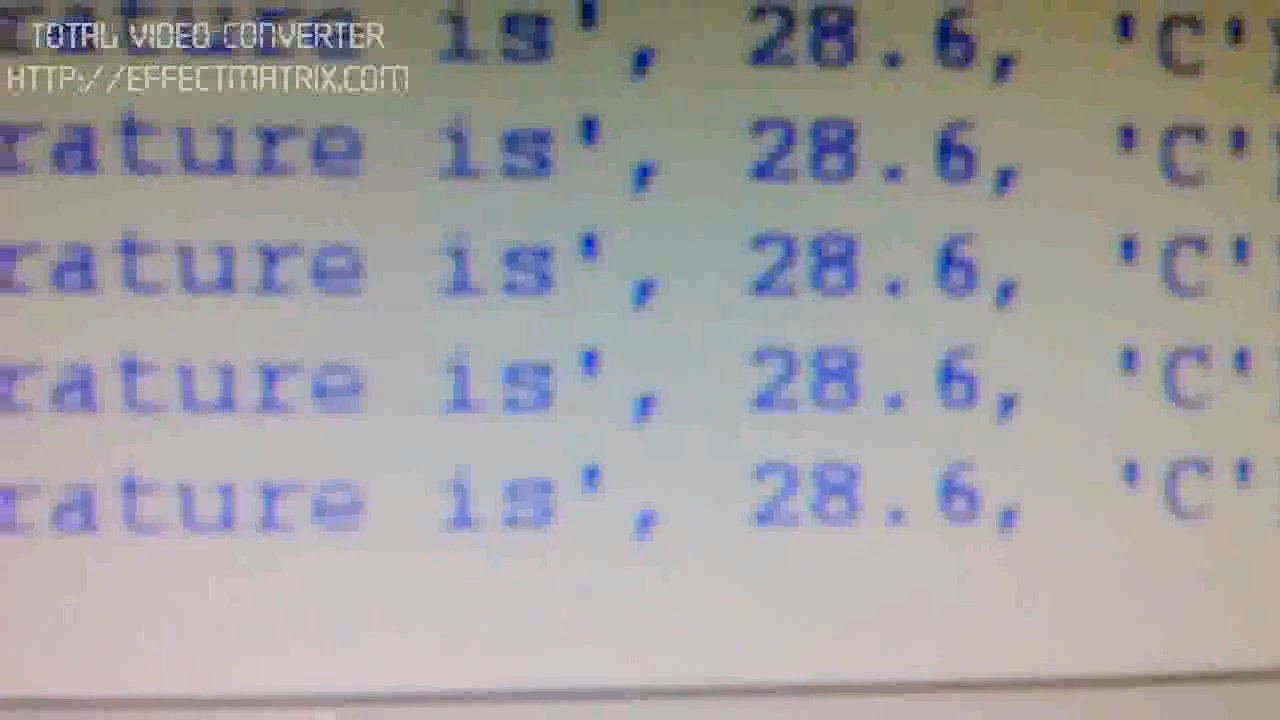 TOTAL VIDEO CONVERTER
HTTP://EFFECTMATRIX.COM
rature is', 28.6, 'C'
rature is', 28.6, 'C'
rature is', 28.6, 'C'
rature is', 28.6, 'C'
rature is', 28.6, 'C'